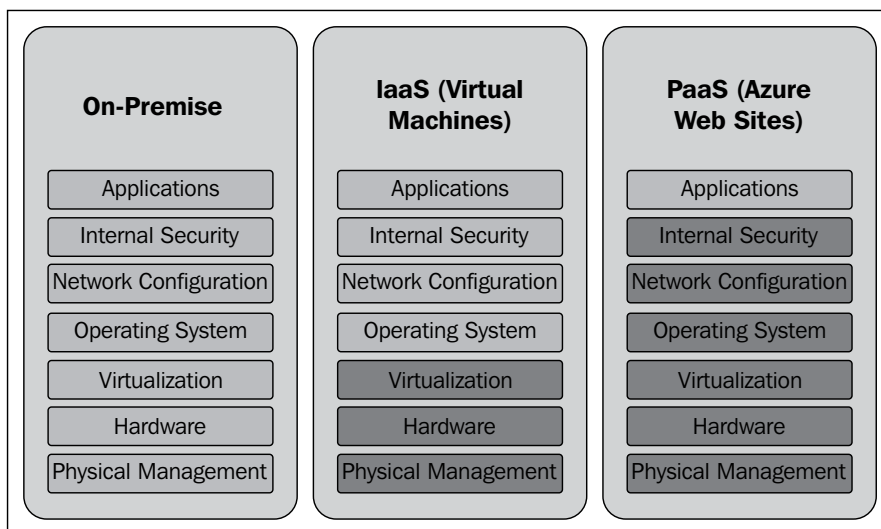 On-Premise
Applications
Internal Security
Network Configuration
Operating System
Virtualization
Hardware
Physical Management
IaaS (Virtual
Machines)
Applications
Internal Security
Network Configuration
Operating System
Virtualization
Hardware
Physical Management
PaaS (Azure
Web Sites)
Applications
Internal Security
Network Configuration
Operating System
Virtualization
Hardware
Physical Management